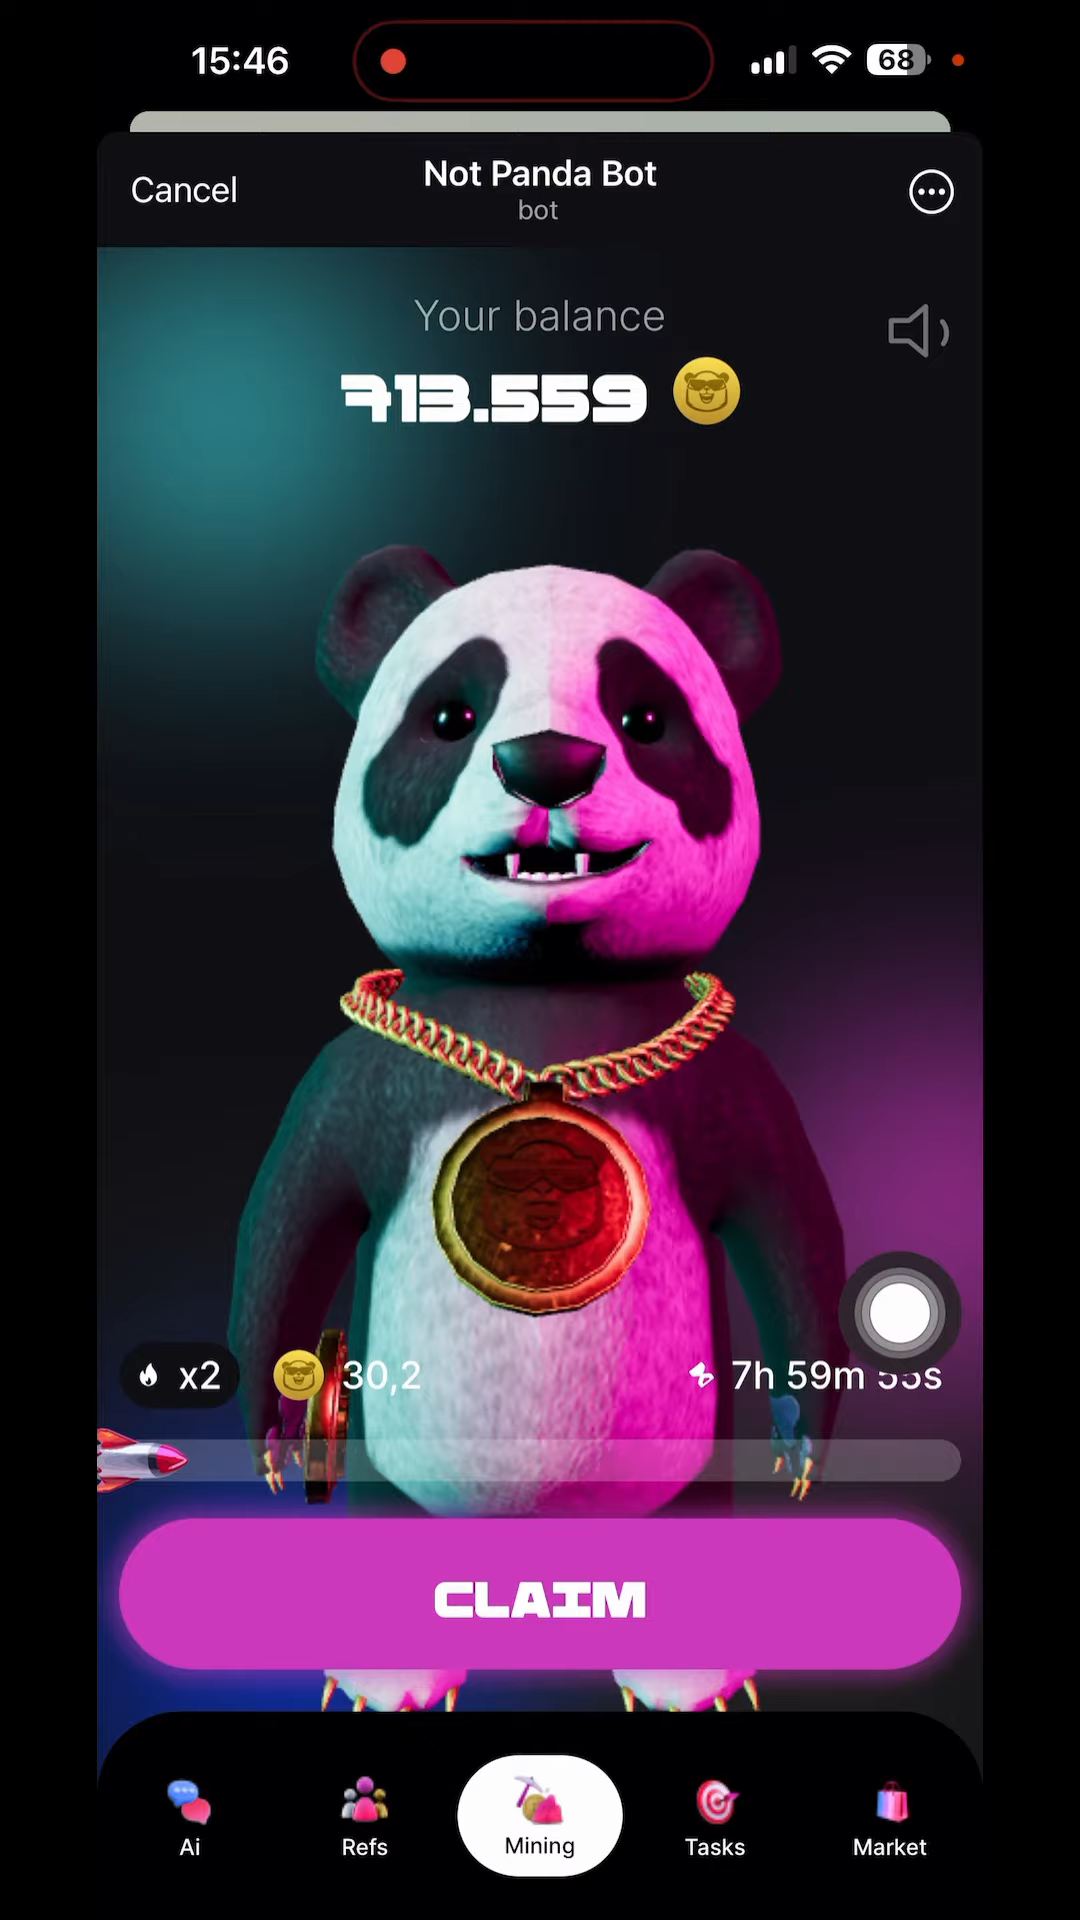 15:46
68
Cancel
Not Panda Bot
bot
Your balance
713.559
x2
30,2
7h 59m 55s
CLAIM
Ai
Refs
Mining
Tasks
Market